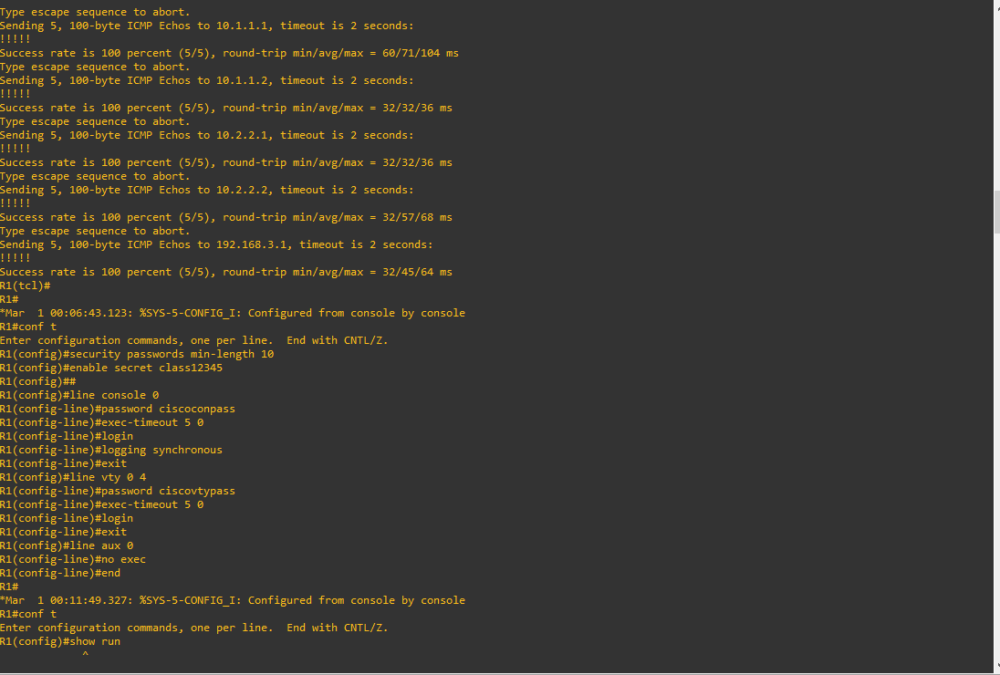 Type escape sequence to abort.
Sending 5, 100-byte ICMP Echos to 10.1.1.1, timeout is 2 seconds:
!!!!!
Success rate is 100 percent (5/5), round-trip min/avg/max = 60/71/104 ms
Type escape sequence to abort.
Sending 5, 100-byte ICMP Echos to 10.1.1.2, timeout is 2 seconds:
!!!!!
Success rate is 100 percent (5/5), round-trip min/avg/max = 32/32/36 ms
Type escape sequence to abort.
Sending 5, 100-byte ICMP Echos to 10.2.2.1, timeout is 2 seconds:
!!!!!
Success rate is 100 percent (5/5), round-trip min/avg/max = 32/32/36 ms
Type escape sequence to abort.
Sending 5, 100-byte ICMP Echos to 10.2.2.2, timeout is 2 seconds:
!!!!!
Success rate is 100 percent (5/5), round-trip min/avg/max = 32/57/68 ms
Type escape sequence to abort.
Sending 5, 100-byte ICMP Echos to 192.168.3.1, timeout is 2 seconds:
!!!!!
Success rate is 100 percent (5/5), round-trip min/avg/max = 32/45/64 ms
R1(tcl)#
R1#
*Mar  1 00:06:43.123: %SYS-5-CONFIG_I: Configured from console by console
R1#conf t
Enter configuration commands, one per line.  End with CNTL/Z.
R1(config)#security passwords min-length 10
R1(config)#enable secret class12345
R1(config)##
R1(config)#line console 0
R1(config-line)#password ciscoconpass
R1(config-line)#exec-timeout 5 0
R1(config-line)#login
R1(config-line)#logging synchronous
R1(config-line)#exit
R1(config)#line vty 0 4
R1(config-line)#password ciscovtypass
R1(config-line)#exec-timeout 5 0
R1(config-line)#login
R1(config-line)#exit
R1(config)#line aux 0
R1(config-line)#no exec
R1(config-line)#end
R1#
*Mar  1 00:11:49.327: %SYS-5-CONFIG_I: Configured from console by console
R1#conf t
Enter configuration commands, one per line.  End with CNTL/Z.
R1(config)#show run
             ^